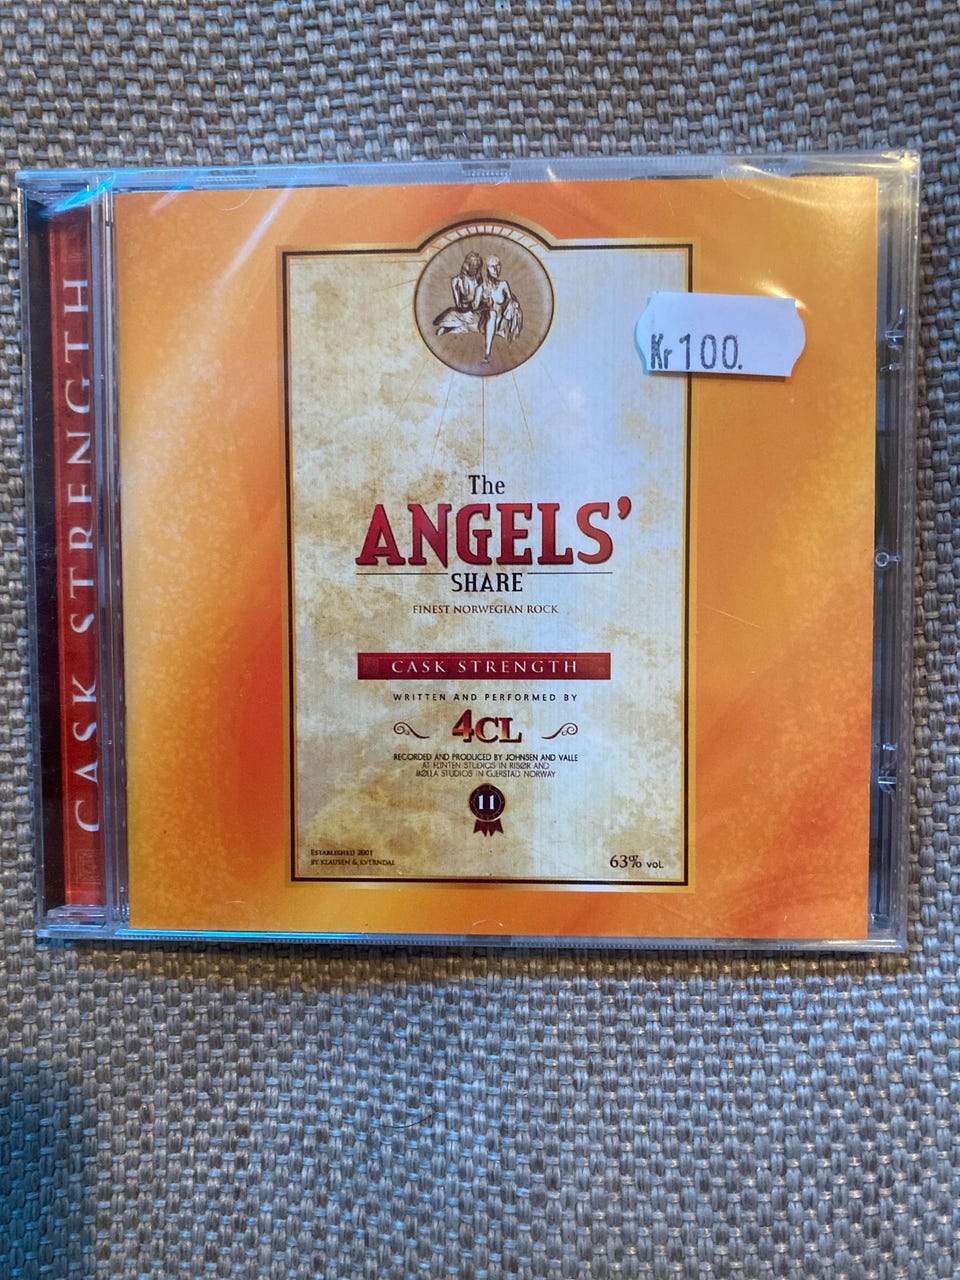 CASK STRENGTH
Kr 100.
The
ANGELS'
SHARE
FINEST NORWEGIAN ROCK
CASK STRENGTH
WRITTEN AND PERFORMED BY
4CL
RECORDED AND PRODUCED BY JOHNSEN AND VALLE
AT FLINTEN STUDIOS IN RISØR AND
MØLLA STUDIOS IN GJERSTAD NORWAY
11
ESTABLISHED 2001
BY KLAUSEN & KVERNDAL
63% VOL.